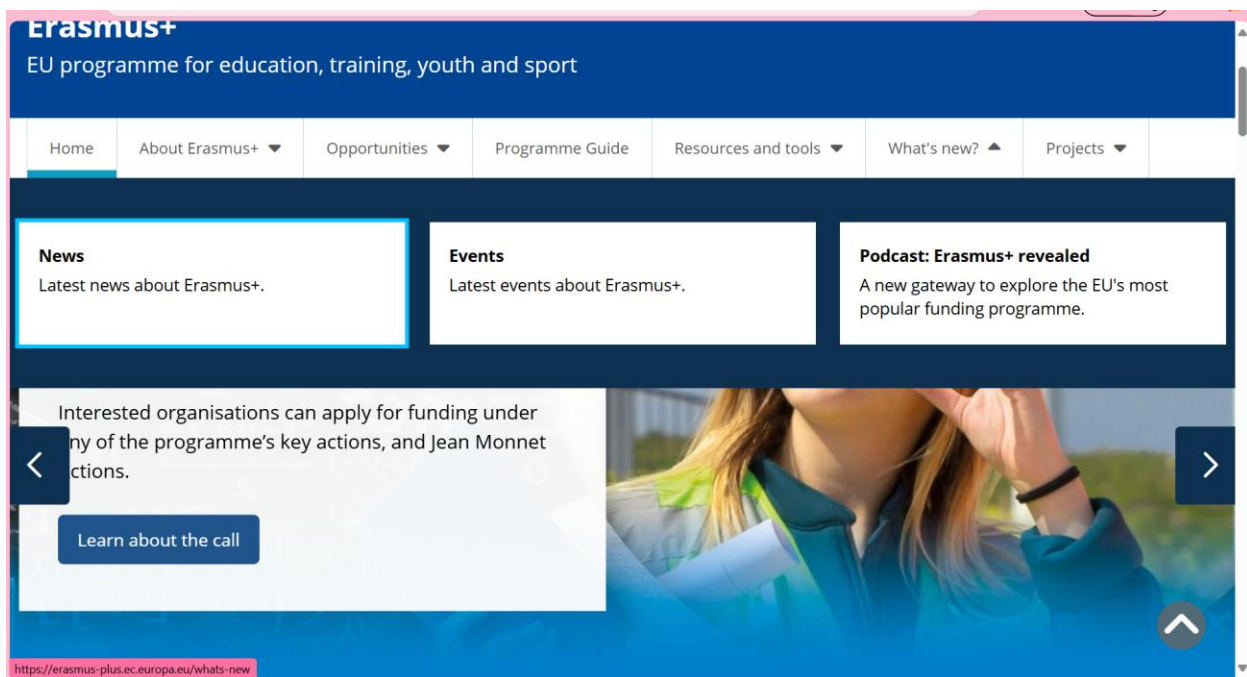 Erasmus+
EU programme for education, training, youth and sport
Home About Erasmus+ Opportunities Programme Guide Resources and tools What's new? Projects
News
Latest news about Erasmus+.
Events
Latest events about Erasmus+.
Podcast: Erasmus+ revealed
A new gateway to explore the EU's most
popular funding programme.
Interested organisations can apply for funding under
of the programme's key actions, and Jean Monnet
Learn about the call
https://erasmus-plus.ec.europa.eu/whats-new